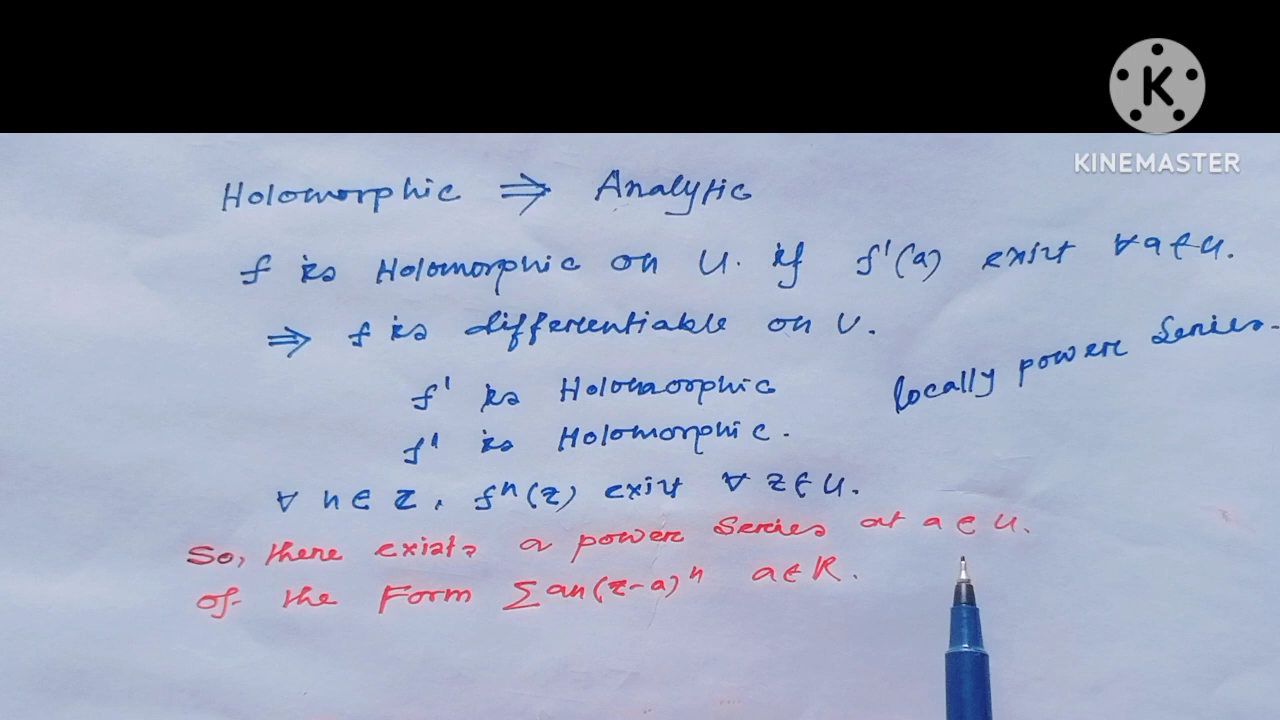 K
KINEMASTER
Holomorphic ⇒ Analytic
f is Holomorphic on U. if f'(a) exist ∀ a ∈ U.
⇒ f is differentiable on U.
locally power series.
f' is Holomorphic
f' is Holomorphic.
∀ n ∈ Z, fⁿ(z) exist ∀ z ∈ U.
So, there exists a power Series at a ∈ U.
of the Form ∑ an(z-a)ⁿ a ∈ R.